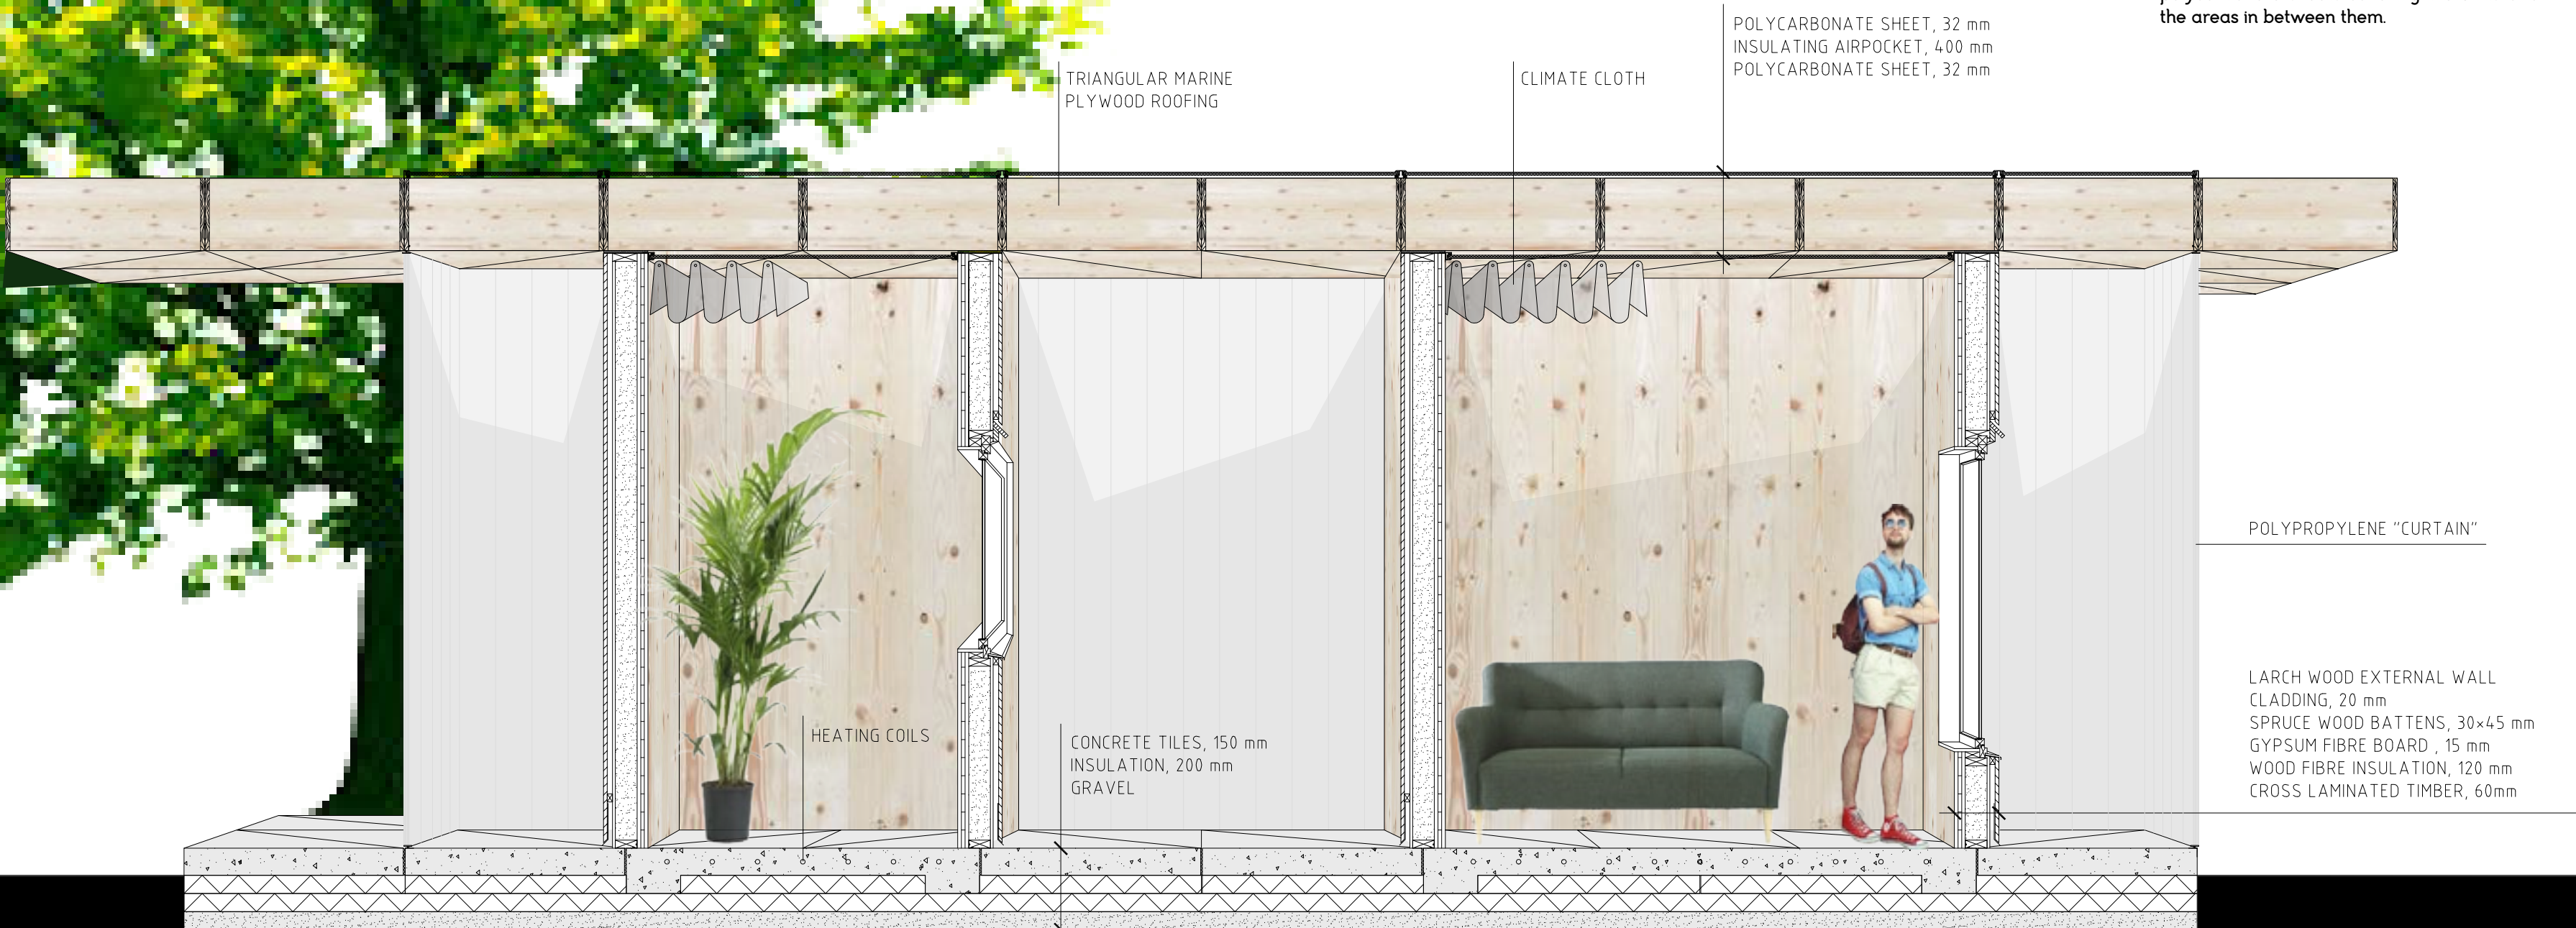 the areas in between them.
POLYCARBONATE SHEET, 32 mm
INSULATING AIRPOCKET, 400 mm
POLYCARBONATE SHEET, 32 mm
TRIANGULAR MARINE
PLYWOOD ROOFING
CLIMATE CLOTH
POLYPROPYLENE "CURTAIN"
LARCH WOOD EXTERNAL WALL
CLADDING, 20 mm
SPRUCE WOOD BATTENS, 30×45 mm
GYPSUM FIBRE BOARD , 15 mm
WOOD FIBRE INSULATION, 120 mm
CROSS LAMINATED TIMBER, 60mm
HEATING COILS
CONCRETE TILES, 150 mm
INSULATION, 200 mm
GRAVEL